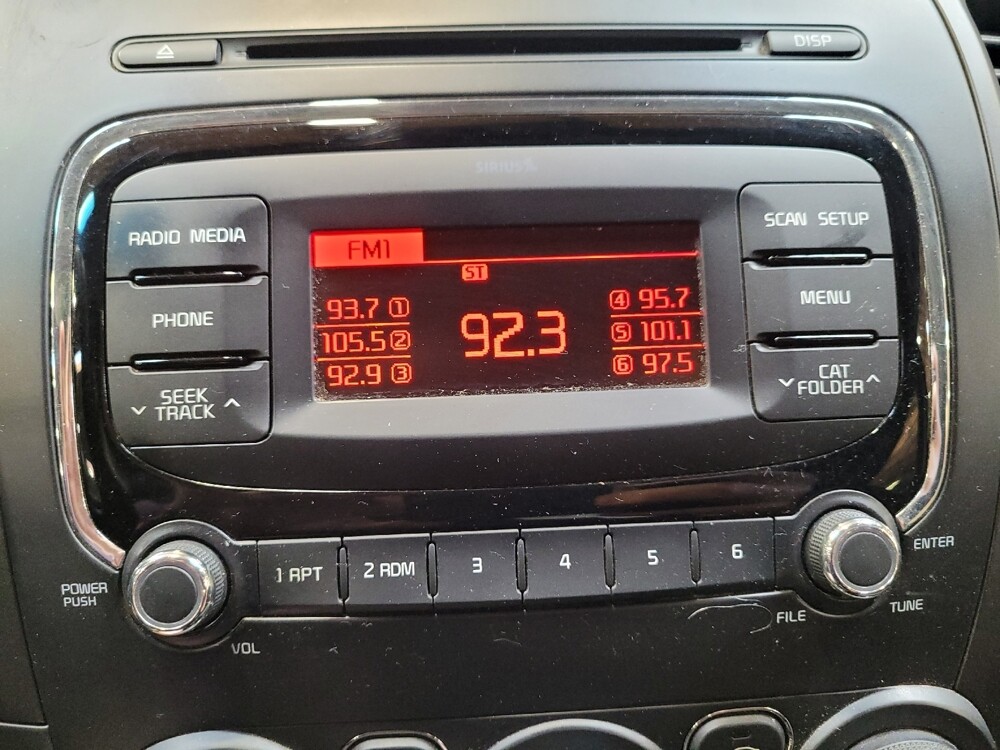 DISP
SIRIUS
RADIO MEDIA
PHONE
SEEK
TRACK
FM1
ST
93.7 1
105.5 2
92.9 3
92.3
4 95.7
5 101.1
6 97.5
SCAN SETUP
MENU
CAT
FOLDER
POWER
PUSH
VOL
1 RPT
2 RDM
3
4
5
6
FILE
ENTER
TUNE